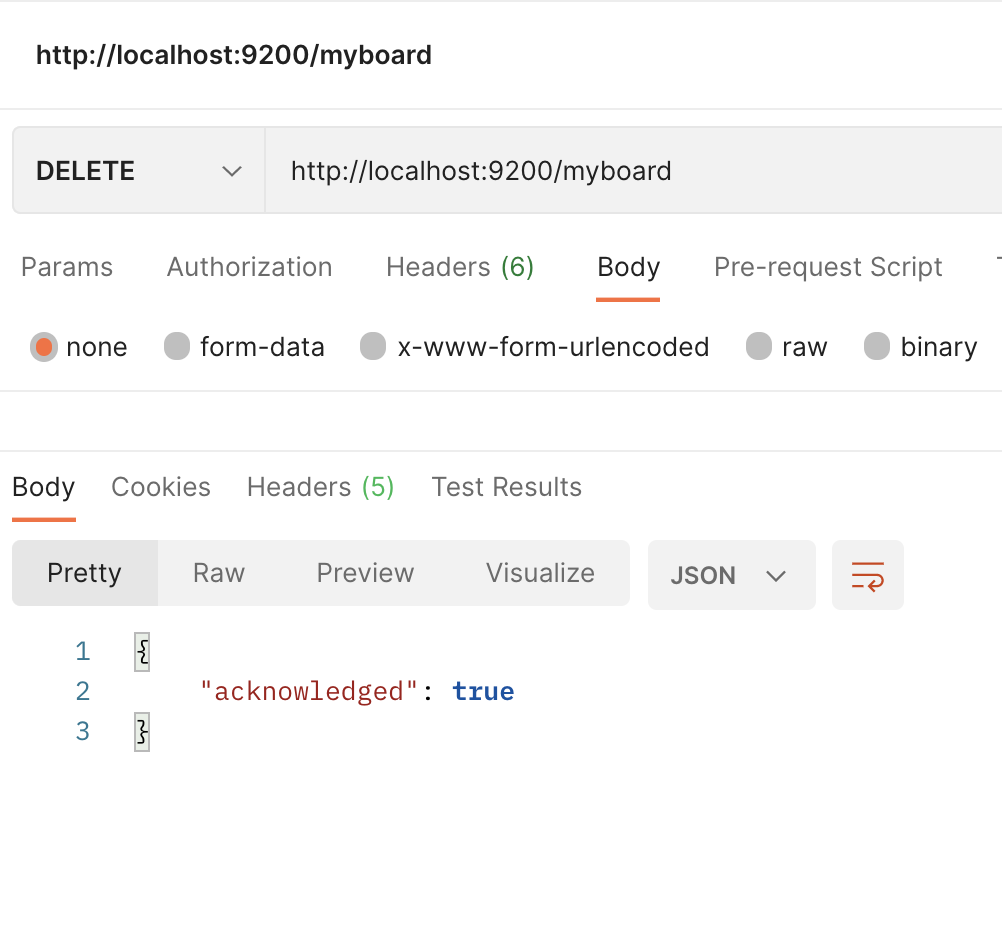 http://localhost:9200/myboard
DELETE http://localhost:9200/myboard
Params Authorization Headers (6) Body Pre-request Script
none form-data x-www-form-urlencoded raw binary
Body Cookies Headers (5) Test Results
Pretty Raw Preview Visualize JSON
1 {
2 "acknowledged": true
3 }